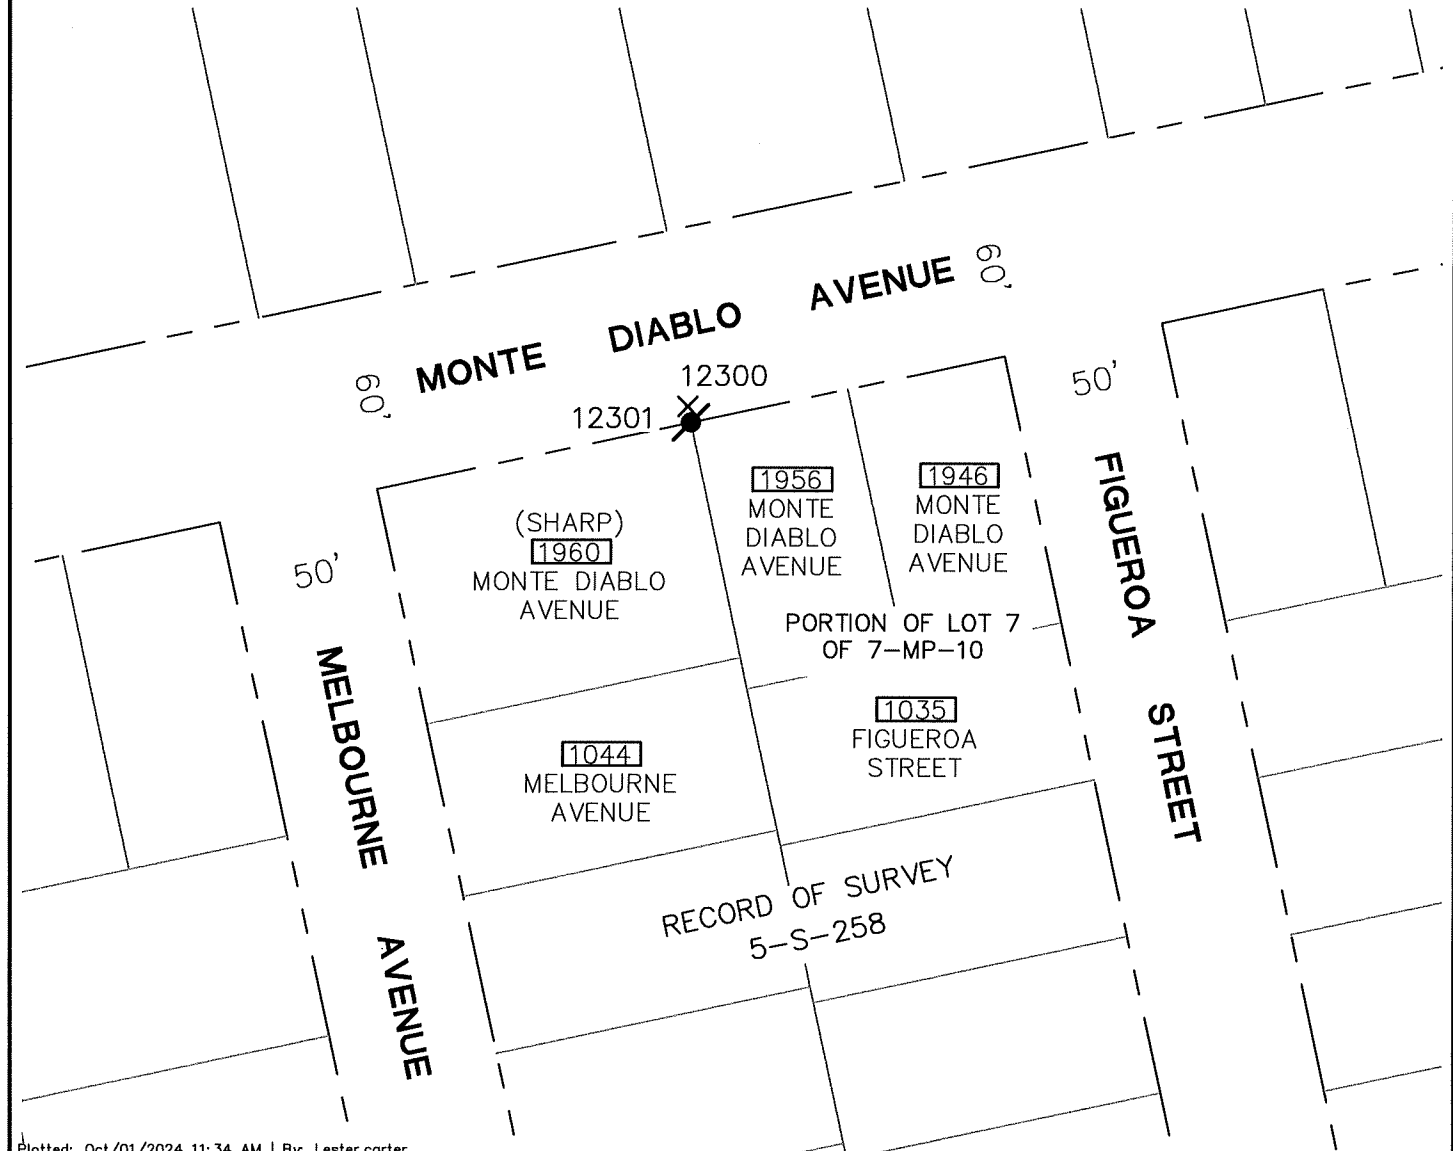 MONTE DIABLO AVENUE
60'
60'
12300
12301
50'
50'
1956
MONTE
DIABLO
AVENUE
1946
MONTE
DIABLO
AVENUE
(SHARP)
1960
MONTE DIABLO
AVENUE
FIGUEROA STREET
PORTION OF LOT 7
OF 7-MP-10
MELBOURNE AVENUE
1035
FIGUEROA
STREET
1044
MELBOURNE
AVENUE
RECORD OF SURVEY
5-S-258
Plotted: Oct/01/2024 11:34 AM | By: Lester.carter